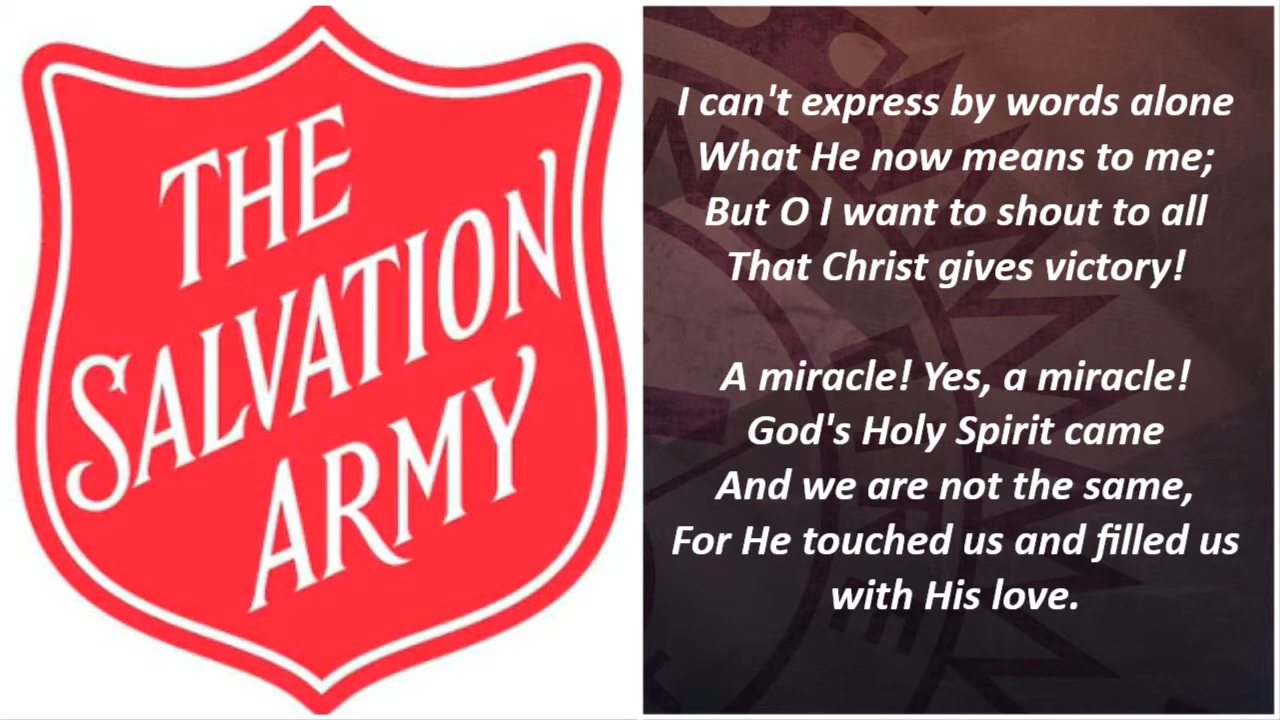 THE
SALVATION
ARMY
I can't express by words alone
What He now means to me;
But O I want to shout to all
That Christ gives victory!
A miracle! Yes, a miracle!
God's Holy Spirit came
And we are not the same,
For He touched us and filled us
with His love.